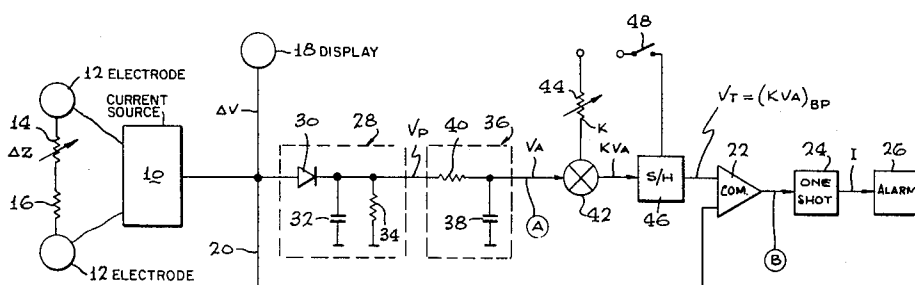 18 DISPLAY
48
12 ELECTRODE
CURRENT
SOURCE
14
ΔZ
10
16
12 ELECTRODE
ΔV
20
30
28
32
34
VP
40
36
38
VA
A
44
K
42
KVA
S/H
46
VT = (KVA)BP
22
COM.
B
24
ONE
SHOT
I
26
ALARM